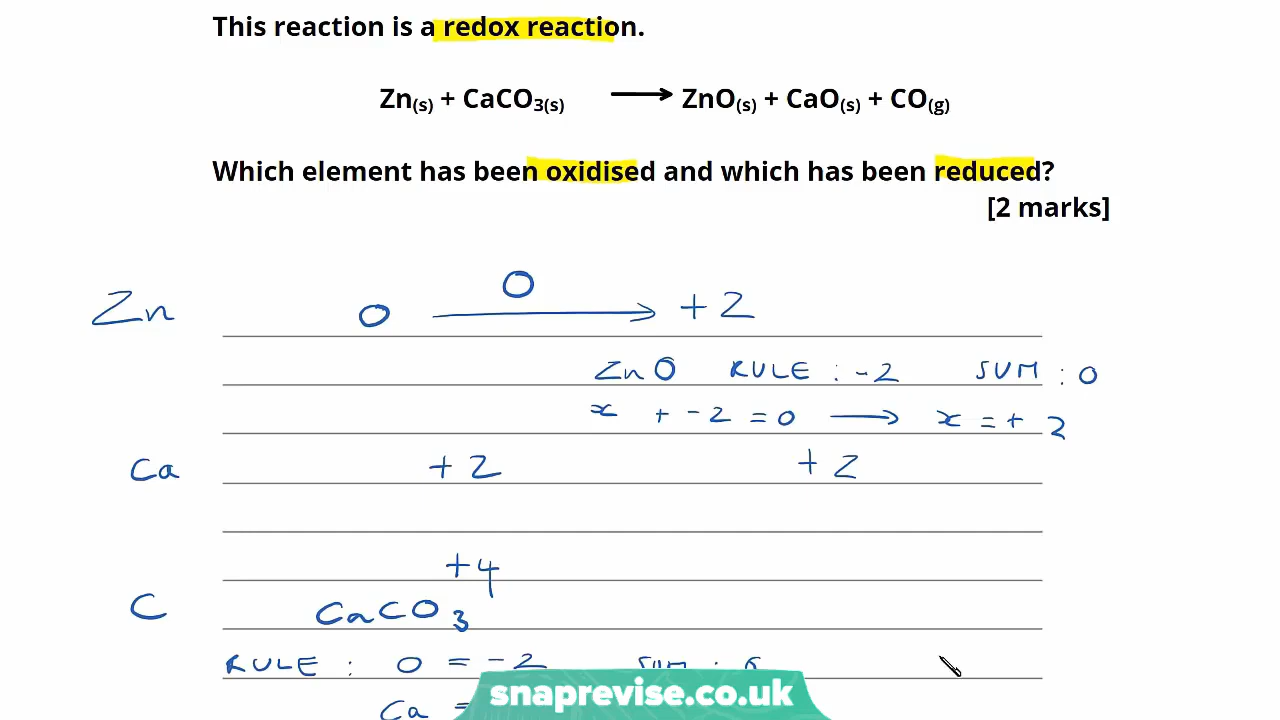 This reaction is a redox reaction.
Zn(s) + CaCO3(s) ⟶ ZnO(s) + CaO(s) + CO(g)
Which element has been oxidised and which has been reduced?
[2 marks]
O
Zn 0 ⟶ +2
ZnO RULE : -2 SUM : 0
x + -2 = 0 ⟶ x = + 2
Ca +2 +2
+4
C CaCO3
RULE : O = -2
Ca =
snaprevise.co.uk